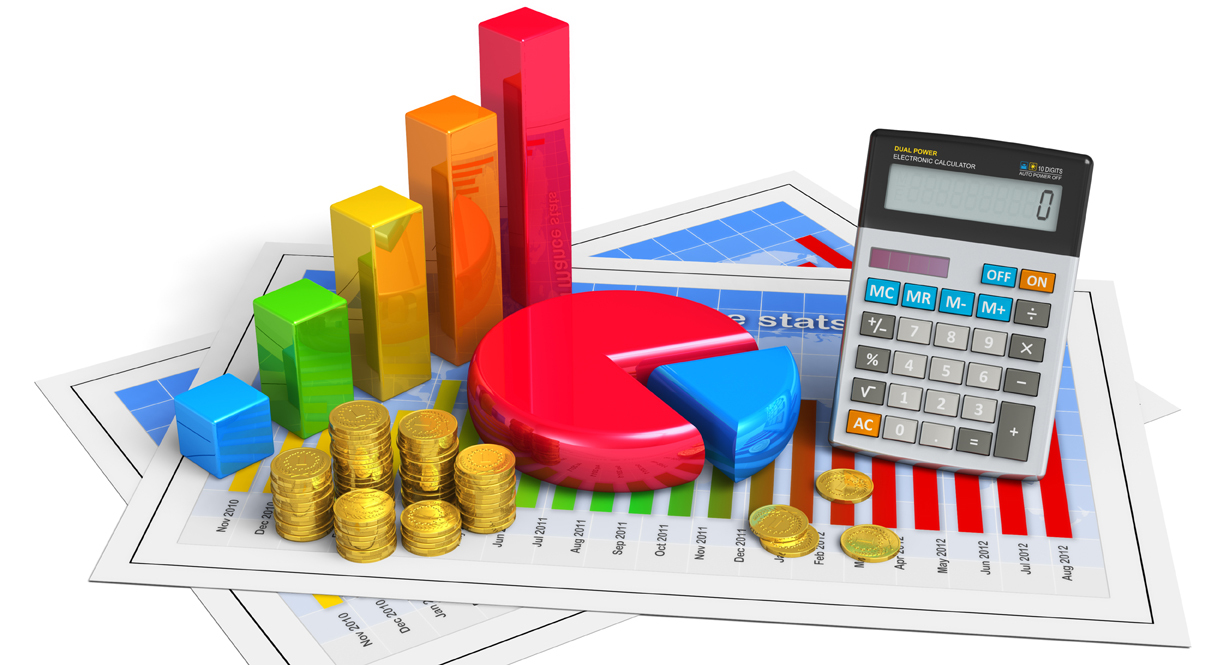 DUAL POWER
ELECTRONIC CALCULATOR
10 DIGITS
AUTO POWER OFF
0
OFF ON
MC MR M- M+ ÷
+/- 7 8 9 ×
% 4 5 6 −
√ 1 2 3
AC 0 . = +
stats
Nov 2010
Dec 2010
Jul 2011
Aug 2011
Sep 2011
Oct 2011
Nov 2011
Dec 2011
Feb 2012
Apr 2012
May 2012
Jun 2012
Jul 2012
Aug 2012
Nov 2010
Dec 2010